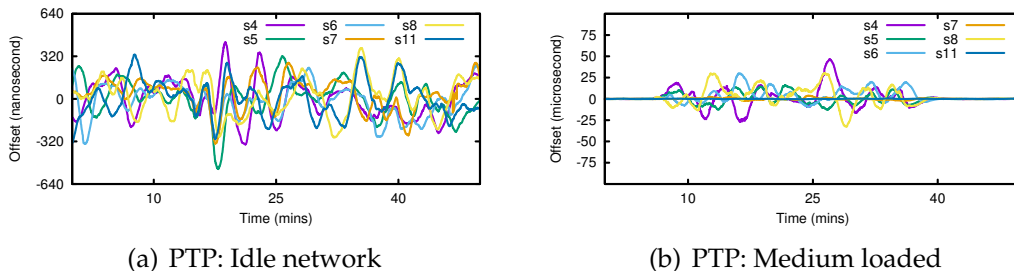 640
320
0
-320
-640
Offset (nanosecond)
s4 s6 s8
s5 s7 s11
10 25 40
Time (mins)
(a) PTP: Idle network
75
50
25
0
-25
-50
-75
Offset (microsecond)
s4 s7
s5 s8
s6 s11
10 25 40
Time (mins)
(b) PTP: Medium loaded